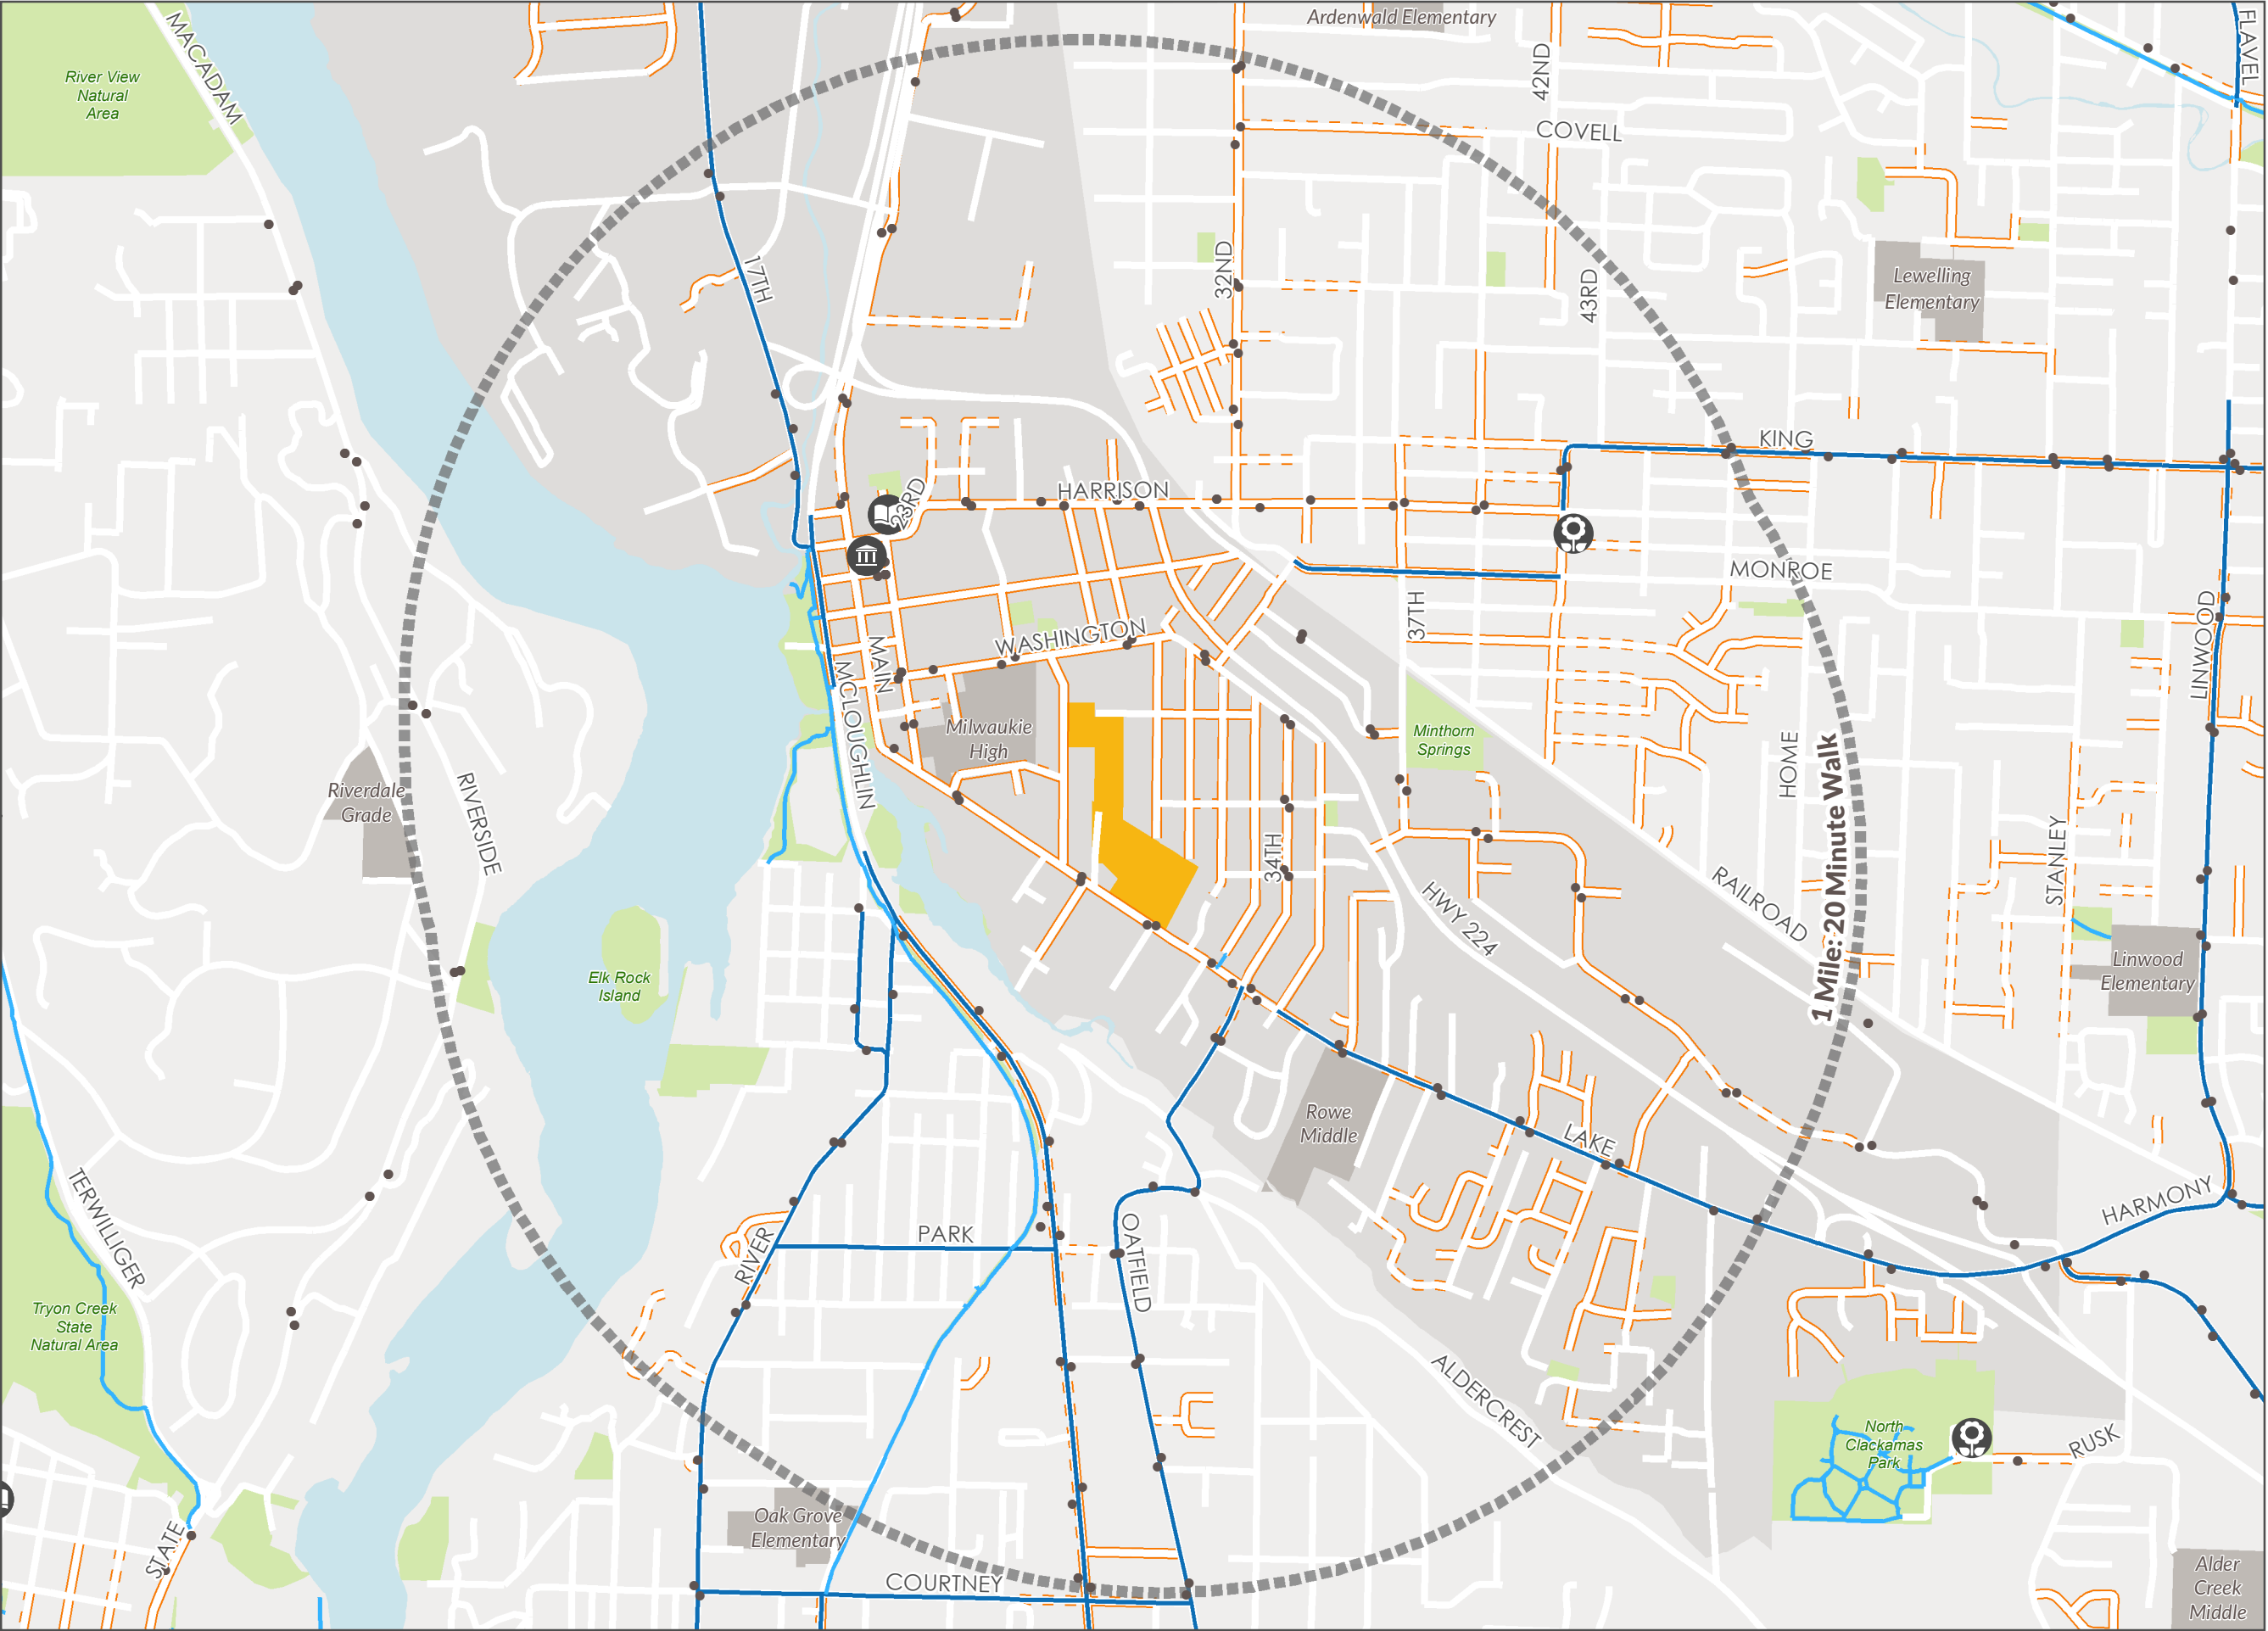 Ardenwald Elementary
FLAVEL
MACADAM
River View
Natural
Area
42ND
COVELL
17TH
32ND
43RD
Lewelling
Elementary
KING
HARRISON
23RD
MONROE
37TH
LINWOOD
WASHINGTON
MAIN
MCLOUGHLIN
Milwaukie
High
Minthorn
Springs
HOME
1 Mile: 20 Minute Walk
Riverdale
Grade
RIVERSIDE
34TH
STANLEY
RAILROAD
HWY 224
Elk Rock
Island
Linwood
Elementary
Rowe
Middle
LAKE
TERWILLIGER
HARMONY
PARK
RIVER
OATFIELD
Tryon Creek
State
Natural Area
ALDERCREST
North
Clackamas
Park
RUSK
Oak Grove
Elementary
STATE
COURTNEY
Alder
Creek
Middle